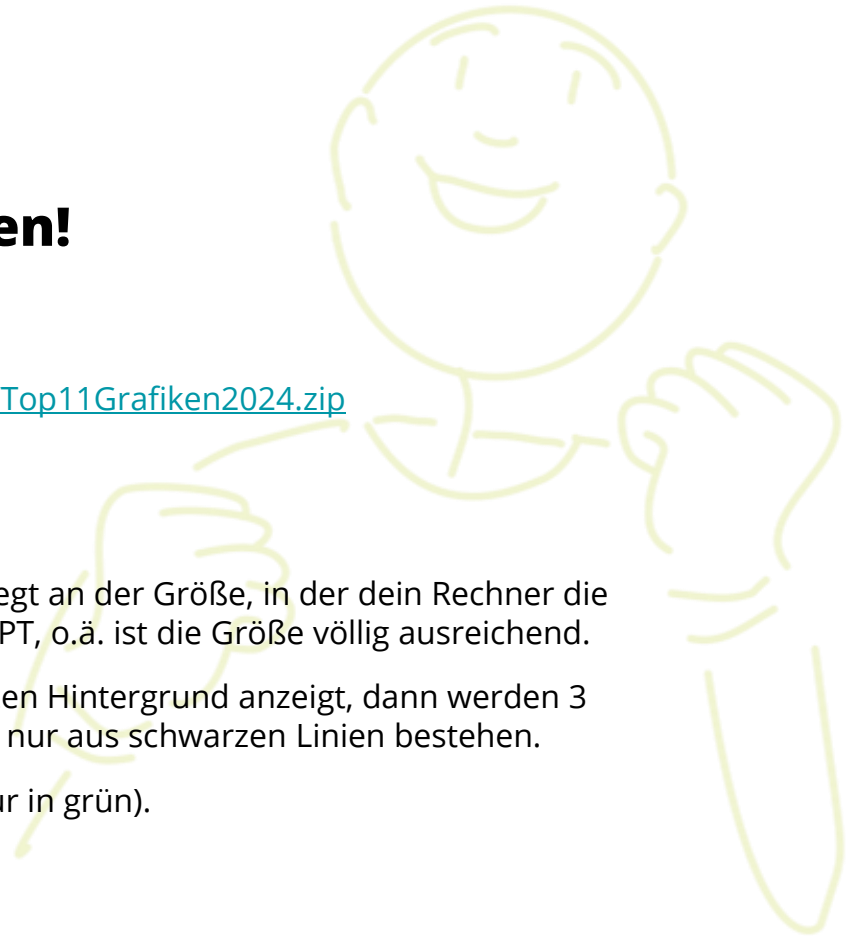 en!
Top11Grafiken2024.zip
egt an der Größe, in der dein Rechner die
PT, o.ä. ist die Größe völlig ausreichend.
en Hintergrund anzeigt, dann werden 3
nur aus schwarzen Linien bestehen.
ur in grün).